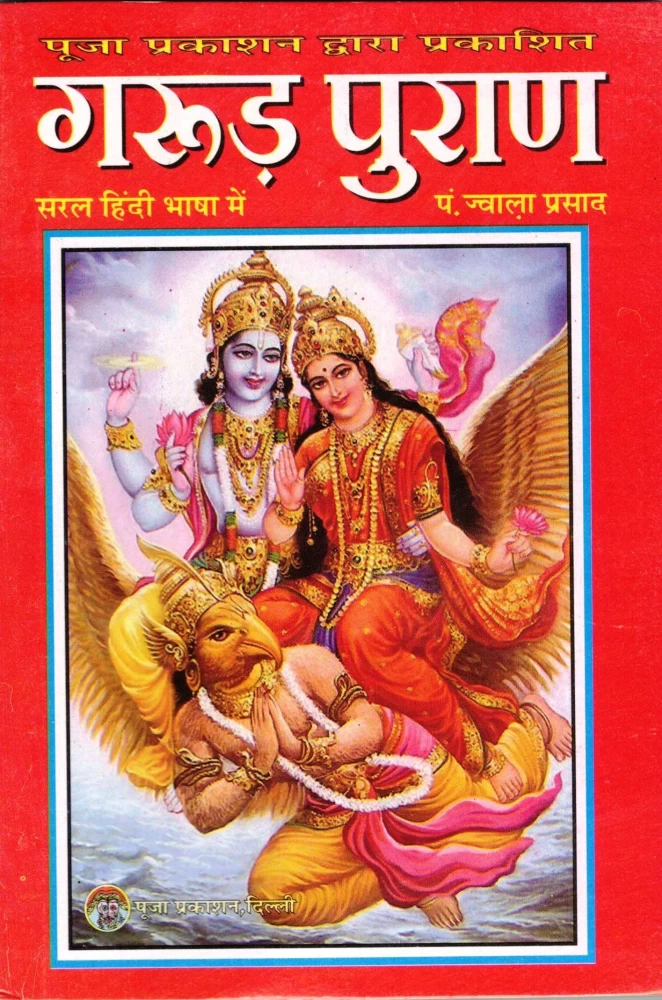 पूजा प्रकाशन द्वारा प्रकाशित
गरूड़ पुराण
सरल हिंदी भाषा में
पं. ज्वाला प्रसाद
पूजा प्रकाशन, दिल्ली